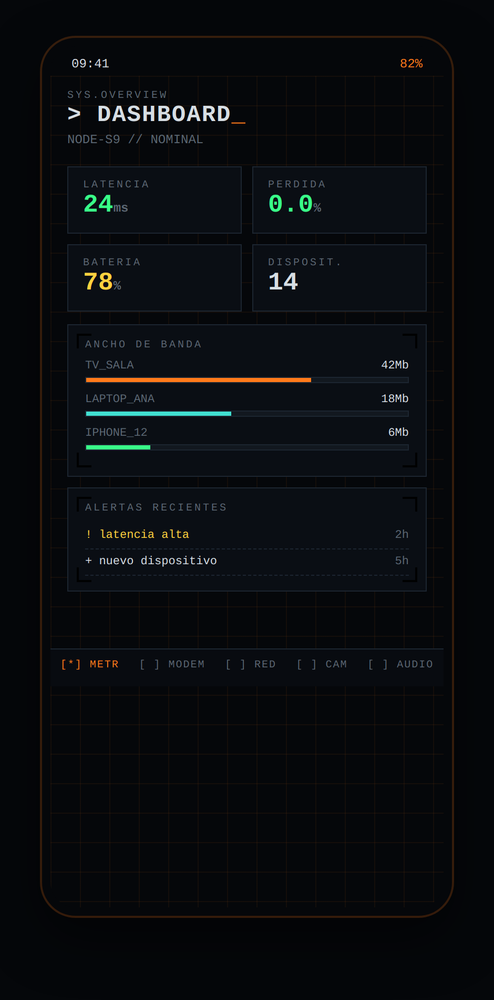 09:41 82%
SYS.OVERVIEW
> DASHBOARD_
NODE-S9 // NOMINAL
LATENCIA
24ms
PERDIDA
0.0%
BATERIA
78%
DISPOSIT.
14
ANCHO DE BANDA
TV_SALA 42Mb
LAPTOP_ANA 18Mb
IPHONE_12 6Mb
ALERTAS RECIENTES
! latencia alta 2h
+ nuevo dispositivo 5h
[*] METR [ ] MODEM [ ] RED [ ] CAM [ ] AUDIO